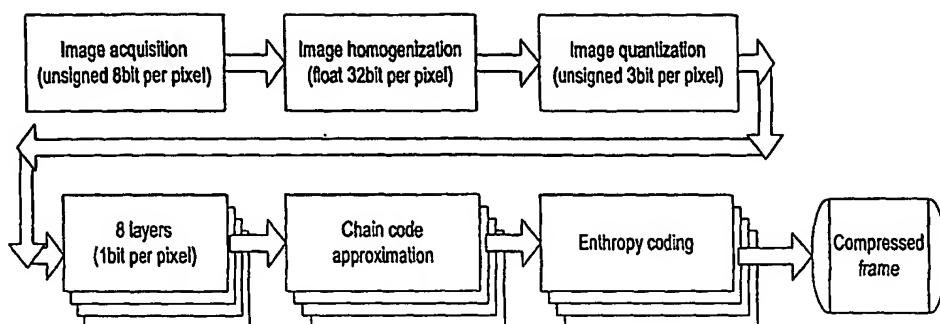 Image acquisition
(unsigned 8bit per pixel)
Image homogenization
(float 32bit per pixel)
Image quantization
(unsigned 3bit per pixel)
8 layers
(1bit per pixel)
Chain code
approximation
Enthropy coding
Compressed
frame